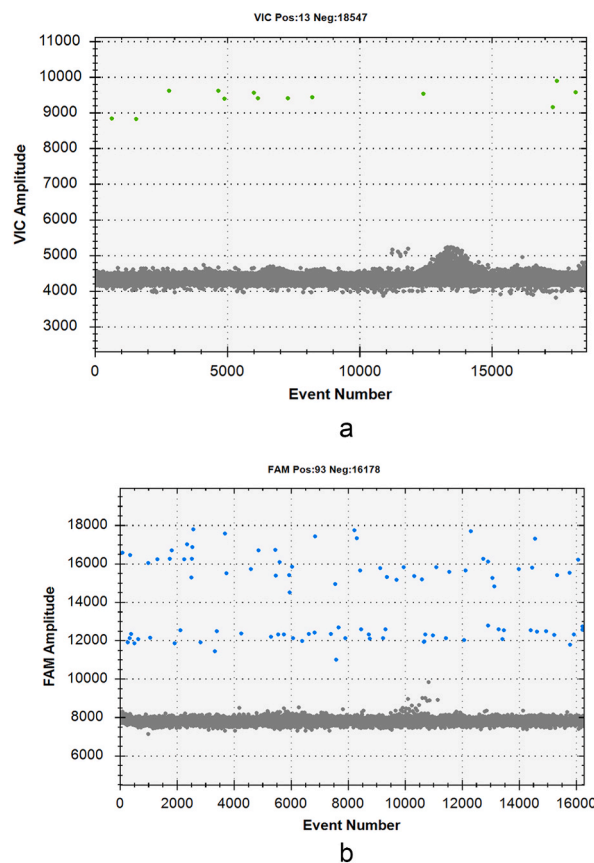 VIC Pos:13 Neg:18547
11000
10000
9000
8000
7000
6000
5000
4000
3000
VIC Amplitude
0 5000 10000 15000
Event Number
a
FAM Pos:93 Neg:16178
18000
16000
14000
12000
10000
8000
6000
FAM Amplitude
0 2000 4000 6000 8000 10000 12000 14000 16000
Event Number
b